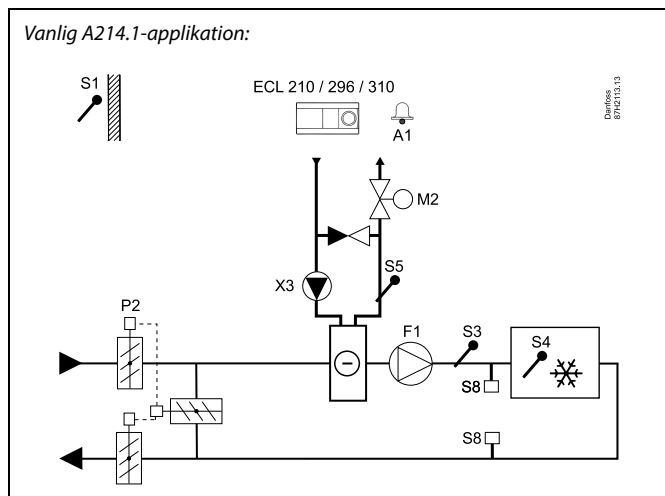 Vanlig A214.1-applikation:
S1
ECL 210 / 296 / 310
A1
Danfoss
87H2113.13
M2
S5
X3
P2
F1
S3
S4
S8
S8